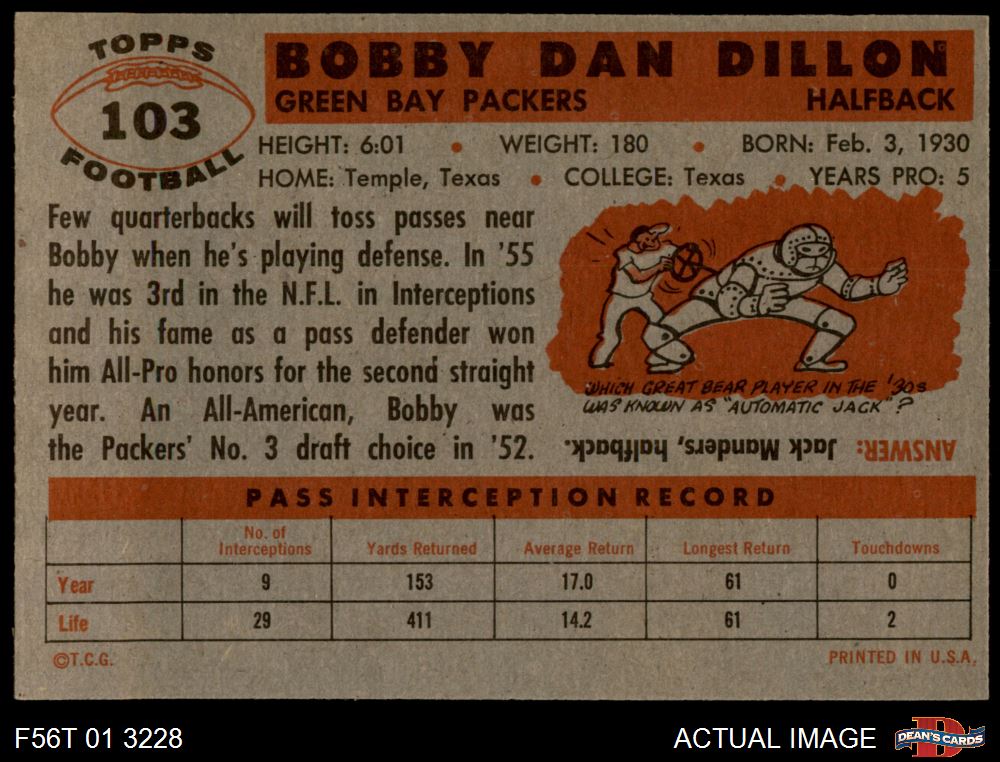 TOPPS
103
FOOTBALL
BOBBY DAN DILLON
GREEN BAY PACKERS HALFBACK
HEIGHT: 6:01 • WEIGHT: 180 • BORN: Feb. 3, 1930
HOME: Temple, Texas • COLLEGE: Texas • YEARS PRO: 5
Few quarterbacks will toss passes near
Bobby when he's playing defense. In '55
he was 3rd in the N.F.L. in Interceptions
and his fame as a pass defender won
him All-Pro honors for the second straight
year. An All-American, Bobby was
the Packers' No. 3 draft choice in '52.
WHICH GREAT BEAR PLAYER IN THE '30s
WAS KNOWN AS "AUTOMATIC JACK"?
ANSWER: Jack Manders, halfback.
PASS INTERCEPTION RECORD
No. of
Interceptions Yards Returned Average Return Longest Return Touchdowns
Year 9 153 17.0 61 0
Life 29 411 14.2 61 2
©T.C.G. PRINTED IN U.S.A.
F56T 01 3228 ACTUAL IMAGE DEAN'S CARDS